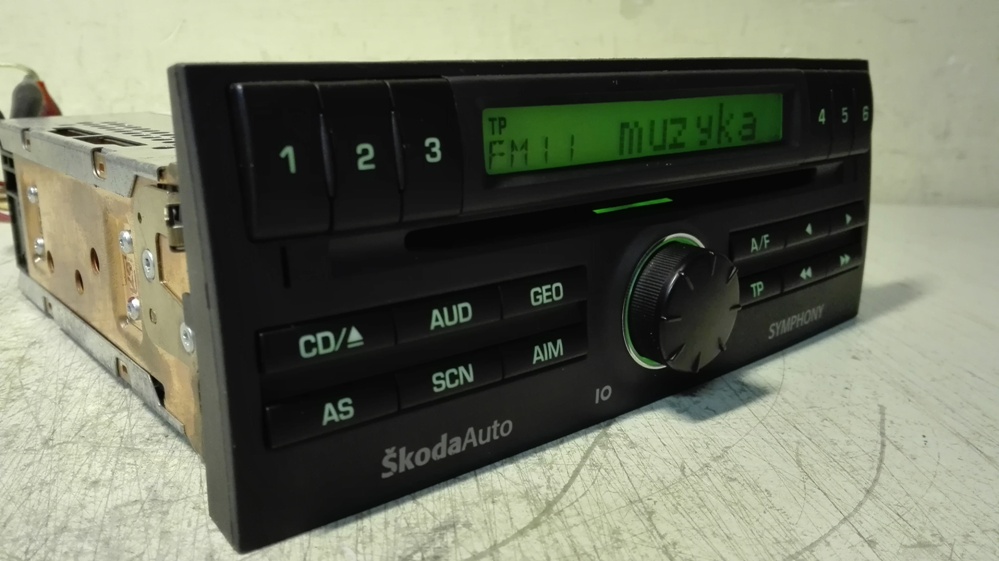 1 2 3
TP
FM11 muzyka
4 5 6
A/F
TP
CD/ AUD GEO
AS SCN AIM
IO
SYMPHONY
ŠkodaAuto